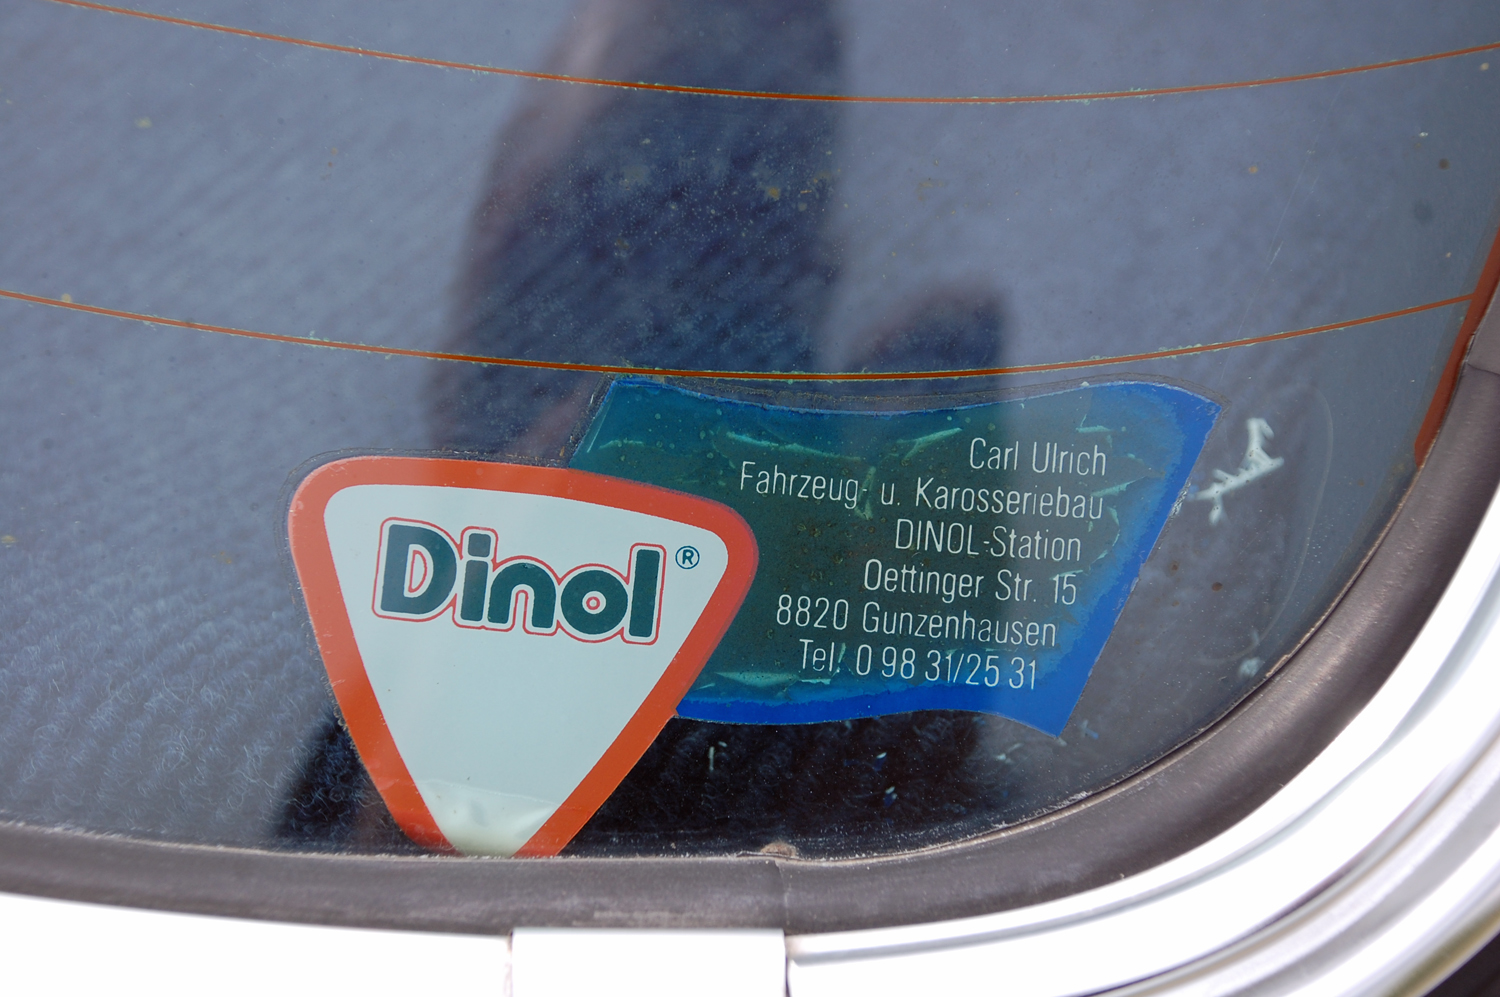 Dinol®
Carl Ulrich
Fahrzeug- u. Karosseriebau
DINOL-Station
Oettinger Str. 15
8820 Gunzenhausen
Tel. 0 98 31/25 31